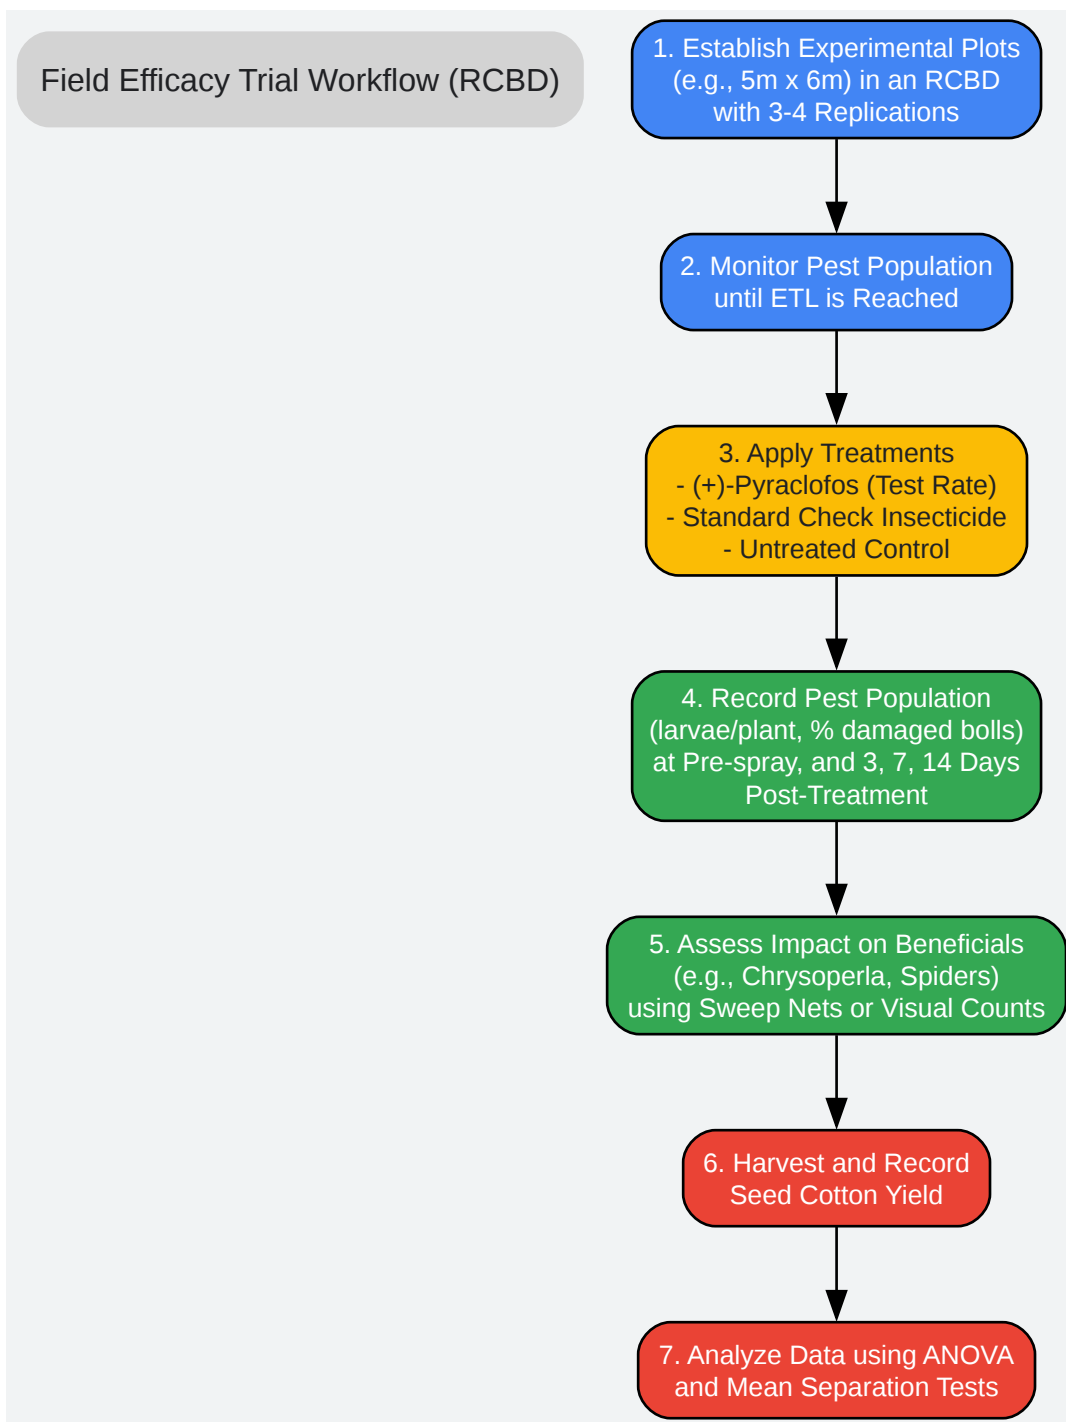 Field Efficacy Trial Workflow (RCBD)
1. Establish Experimental Plots
(e.g., 5m x 6m) in an RCBD
with 3-4 Replications
2. Monitor Pest Population
until ETL is Reached
3. Apply Treatments
- (+)-Pyraclofos (Test Rate)
- Standard Check Insecticide
- Untreated Control
4. Record Pest Population
(larvae/plant, % damaged bolls)
at Pre-spray, and 3, 7, 14 Days
Post-Treatment
5. Assess Impact on Beneficials
(e.g., Chrysoperla, Spiders)
using Sweep Nets or Visual Counts
6. Harvest and Record
Seed Cotton Yield
7. Analyze Data using ANOVA
and Mean Separation Tests